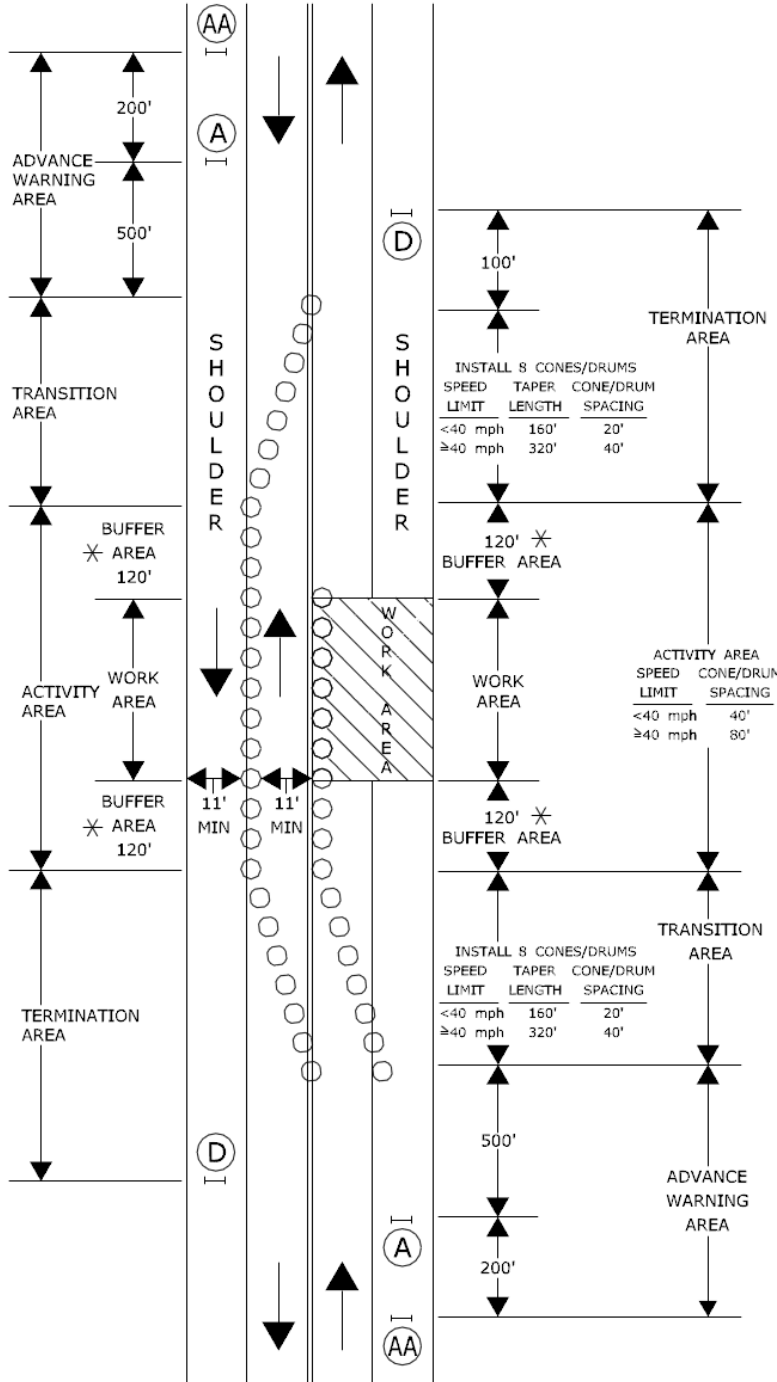 AA
200'
A
ADVANCE
WARNING
AREA
500'
D
100'
TERMINATION
AREA
SHOULDER
SHOULDER
TRANSITION
AREA
INSTALL 8 CONES/DRUMS
SPEED TAPER CONE/DRUM
LIMIT LENGTH SPACING
<40 mph 160' 20'
≧40 mph 320' 40'
BUFFER
* AREA
120'
120' *
BUFFER AREA
WORK AREA
ACTIVITY
AREA
WORK
AREA
WORK
AREA
ACTIVITY AREA
SPEED CONE/DRUM
LIMIT SPACING
<40 mph 40'
≧40 mph 80'
11'
MIN
11'
MIN
BUFFER
* AREA
120'
120' *
BUFFER AREA
TRANSITION
AREA
INSTALL 8 CONES/DRUMS
SPEED TAPER CONE/DRUM
LIMIT LENGTH SPACING
<40 mph 160' 20'
≧40 mph 320' 40'
TERMINATION
AREA
500'
D
ADVANCE
WARNING
AREA
A
200'
AA